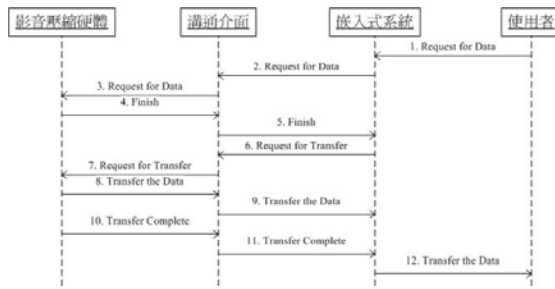 影音壓縮硬體 溝通介面 嵌入式系統 使用者
1. Request for Data
2. Request for Data
3. Request for Data
4. Finish
5. Finish
6. Request for Transfer
7. Request for Transfer
8. Transfer the Data
9. Transfer the Data
10. Transfer Complete
11. Transfer Complete
12. Transfer the Data